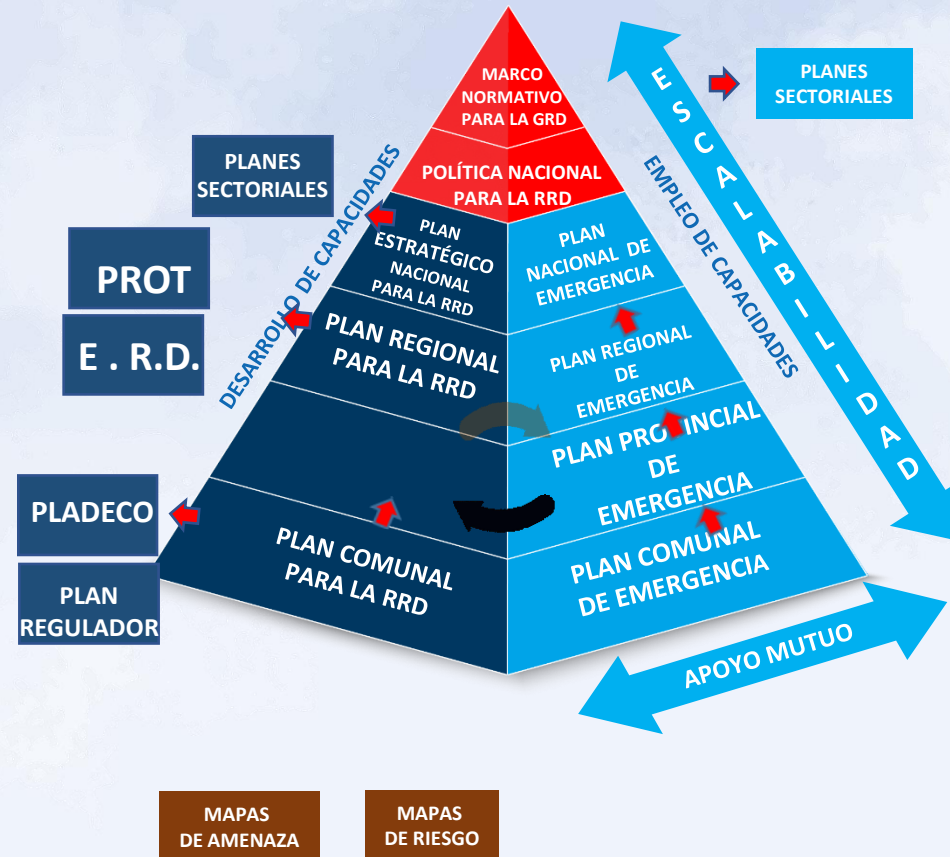 MARCO
NORMATIVO
PARA LA GRD
POLÍTICA NACIONAL
PARA LA RRD
PLANES
SECTORIALES
PLANES
SECTORIALES
ESCALABILIDAD
EMPLEO DE CAPACIDADES
DESARROLLO DE CAPACIDADES
PLAN
ESTRATÉGICO
NACIONAL
PARA LA RRD
PLAN
NACIONAL DE
EMERGENCIA
PROT
E . R.D.
PLAN REGIONAL
PARA LA RRD
PLAN REGIONAL
DE
EMERGENCIA
PLAN PROVINCIAL
DE
EMERGENCIA
PLADECO
PLAN
REGULADOR
PLAN COMUNAL
PARA LA RRD
PLAN COMUNAL
DE EMERGENCIA
APOYO MUTUO
MAPAS
DE AMENAZA
MAPAS
DE RIESGO